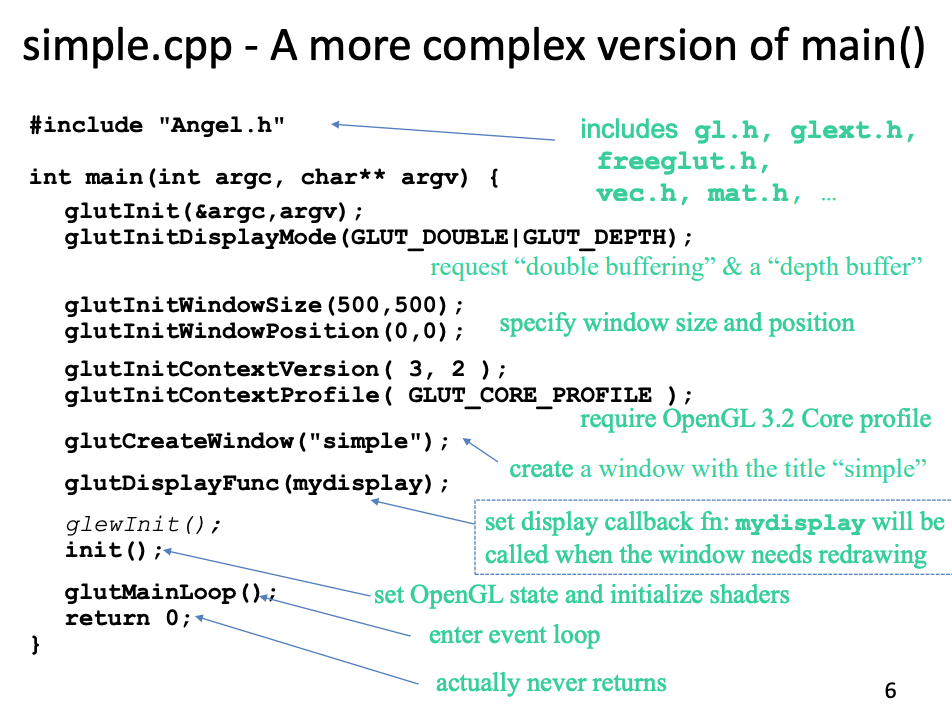 simple.cpp - A more complex version of main()
#include "Angel.h"
includes gl.h, glext.h,
freeglut.h,
vec.h, mat.h, …
int main(int argc, char** argv) {
glutInit(&argc,argv);
glutInitDisplayMode(GLUT_DOUBLE|GLUT_DEPTH);
request “double buffering” & a “depth buffer”
glutInitWindowSize(500,500);
glutInitWindowPosition(0,0);
specify window size and position
glutInitContextVersion( 3, 2 );
glutInitContextProfile( GLUT_CORE_PROFILE );
require OpenGL 3.2 Core profile
glutCreateWindow("simple");
create a window with the title “simple”
glutDisplayFunc(mydisplay);
set display callback fn: mydisplay will be
called when the window needs redrawing
glewInit();
init();
set OpenGL state and initialize shaders
glutMainLoop();
enter event loop
return 0;
actually never returns
}
6